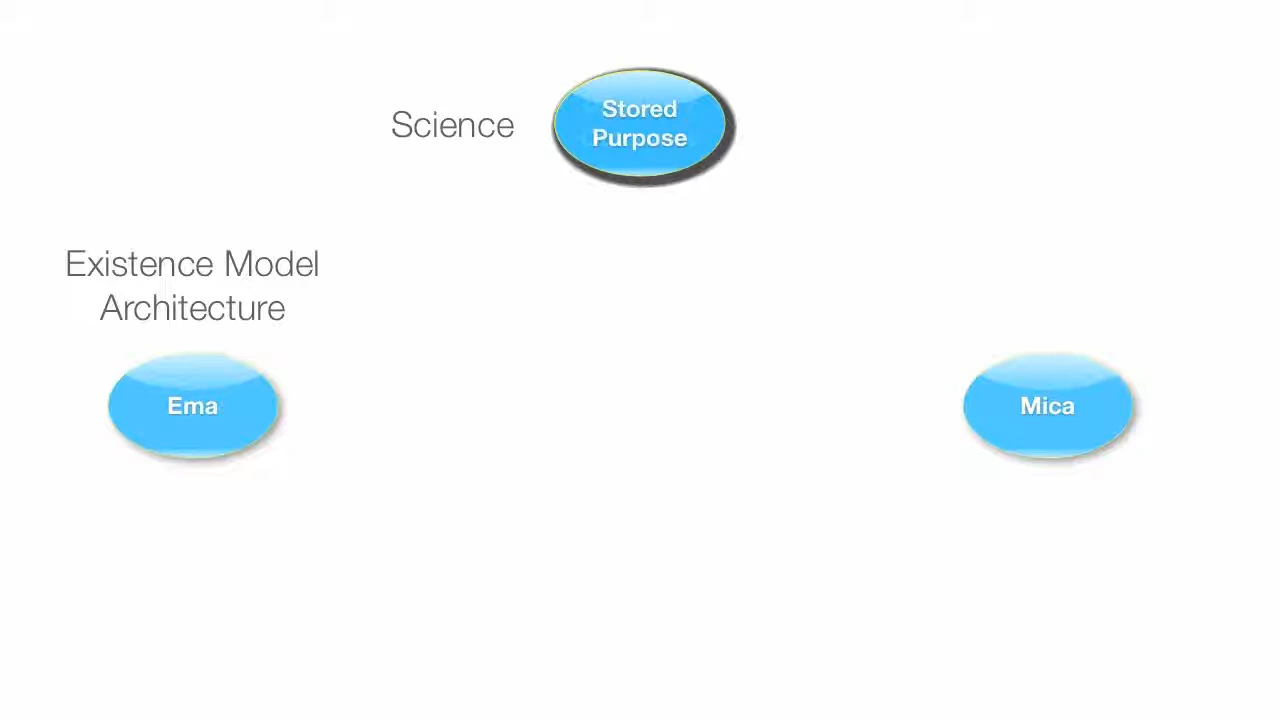 Science
Stored
Purpose
Existence Model
Architecture
Ema
Mica